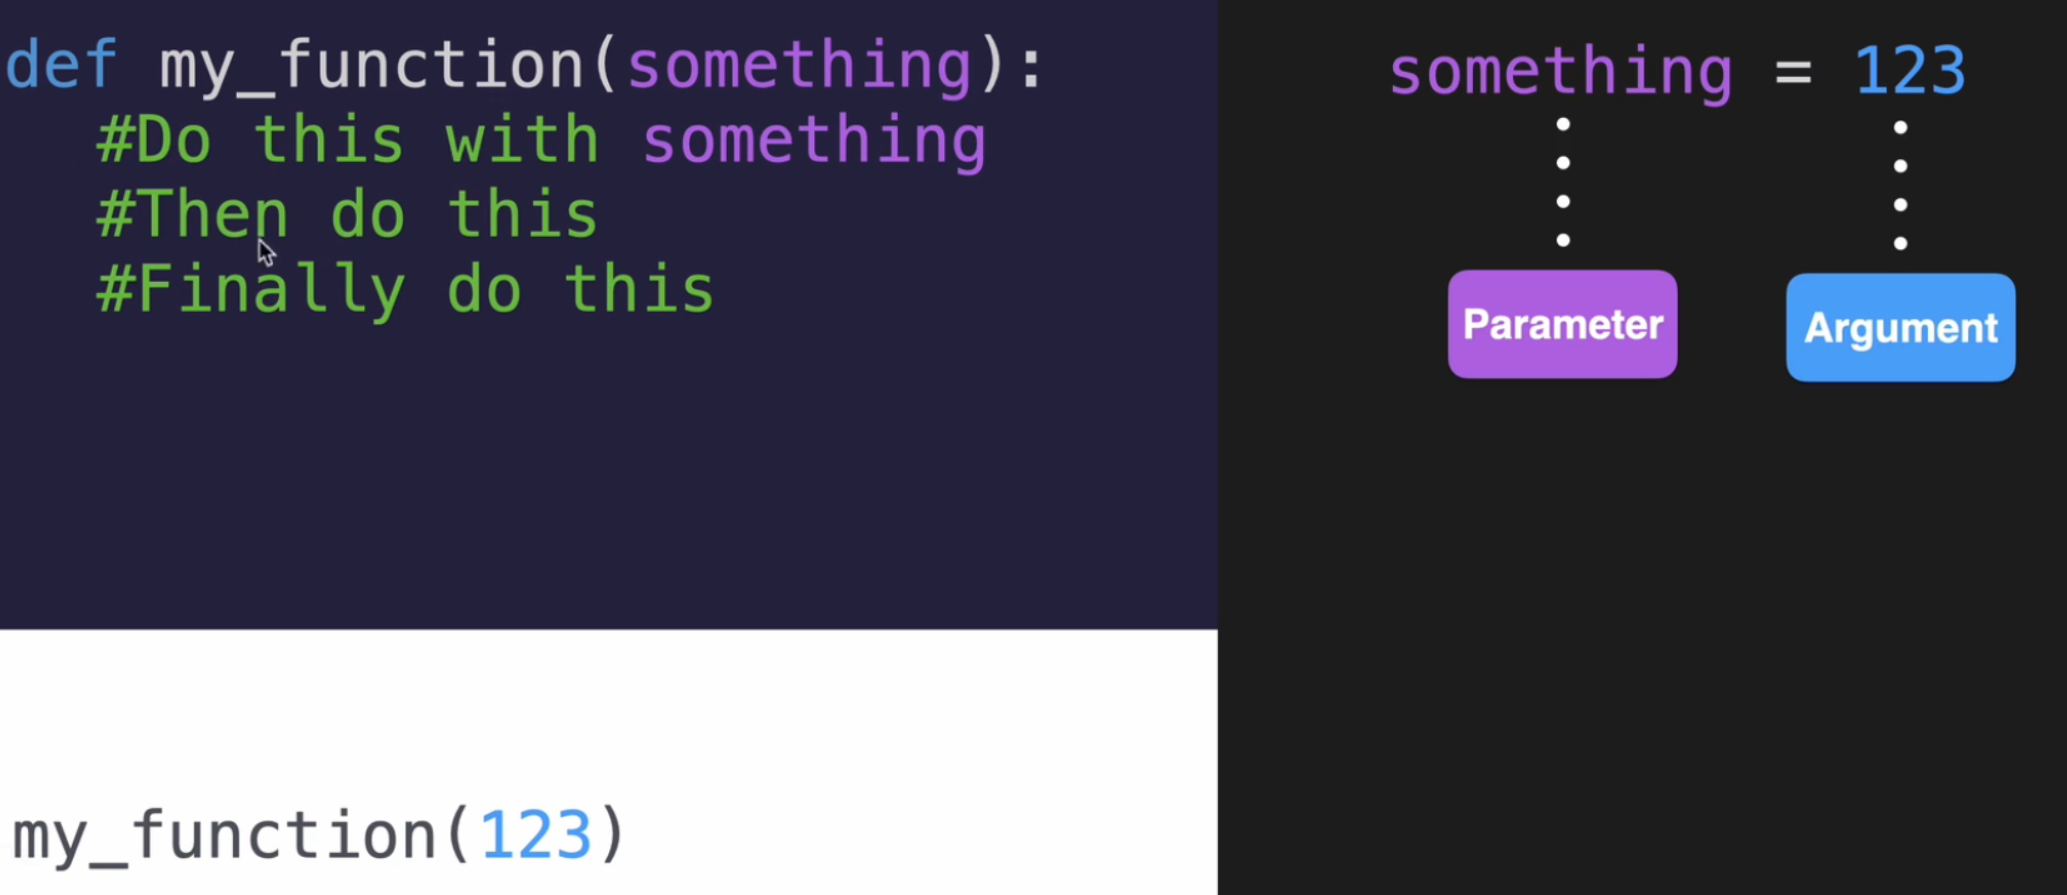 def my_function(something):
#Do this with something
#Then do this
#Finally do this
my_function(123)
something = 123
Parameter
Argument